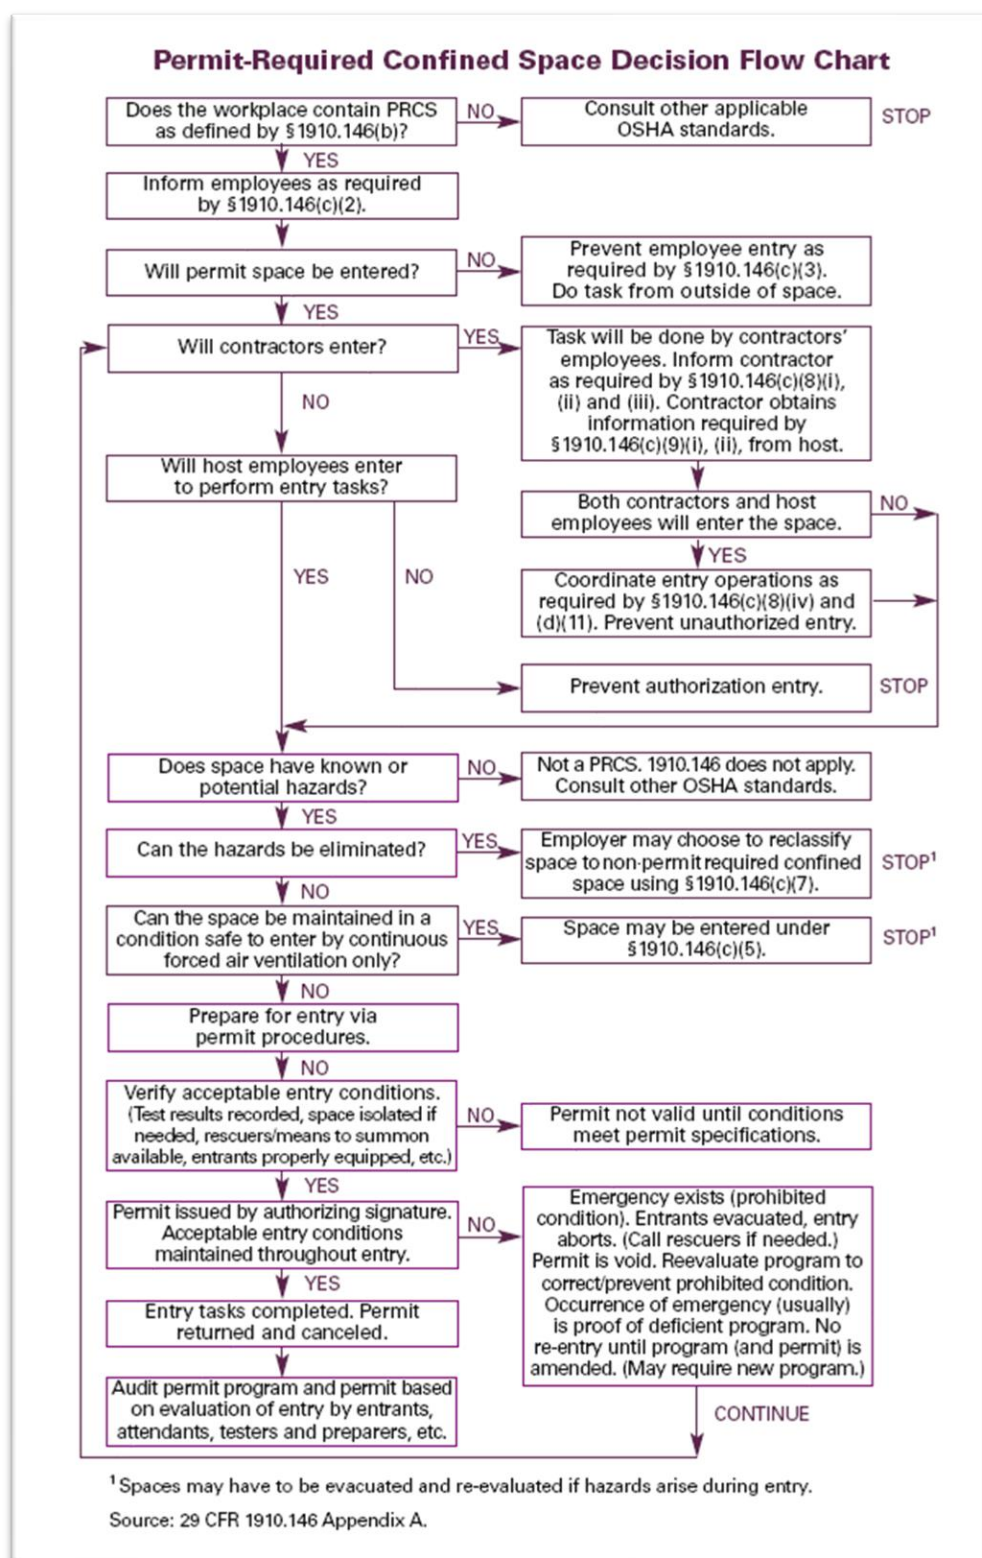 Permit-Required Confined Space Decision Flow Chart
Does the workplace contain PRCS
as defined by §1910.146(b)?
NO
Consult other applicable
OSHA standards.
STOP
YES
Inform employees as required
by §1910.146(c)(2).
Will permit space be entered?
NO
Prevent employee entry as
required by §1910.146(c)(3).
Do task from outside of space.
YES
Will contractors enter?
YES
Task will be done by contractors’
employees. Inform contractor
as required by §1910.146(c)(8)(i),
(ii) and (iii). Contractor obtains
information required by
§1910.146(c)(9)(i), (ii), from host.
NO
Will host employees enter
to perform entry tasks?
Both contractors and host
employees will enter the space.
NO
YES
Coordinate entry operations as
required by §1910.146(c)(8)(iv) and
(d)(11). Prevent unauthorized entry.
YES
NO
Prevent authorization entry.
STOP
Does space have known or
potential hazards?
NO
Not a PRCS. 1910.146 does not apply.
Consult other OSHA standards.
YES
Can the hazards be eliminated?
YES
Employer may choose to reclassify
space to non-permit required confined
space using §1910.146(c)(7).
STOP¹
NO
Can the space be maintained in a
condition safe to enter by continuous
forced air ventilation only?
YES
Space may be entered under
§1910.146(c)(5).
STOP¹
NO
Prepare for entry via
permit procedures.
NO
Verify acceptable entry conditions.
(Test results recorded, space isolated if
needed, rescuers/means to summon
available, entrants properly equipped, etc.)
NO
Permit not valid until conditions
meet permit specifications.
YES
Permit issued by authorizing signature.
Acceptable entry conditions
maintained throughout entry.
NO
Emergency exists (prohibited
condition). Entrants evacuated, entry
aborts. (Call rescuers if needed.)
Permit is void. Reevaluate program to
correct/prevent prohibited condition.
Occurrence of emergency (usually)
is proof of deficient program. No
re-entry until program (and permit) is
amended. (May require new program.)
YES
Entry tasks completed. Permit
returned and canceled.
Audit permit program and permit based
on evaluation of entry by entrants,
attendants, testers and preparers, etc.
CONTINUE
¹ Spaces may have to be evacuated and re-evaluated if hazards arise during entry.
Source: 29 CFR 1910.146 Appendix A.